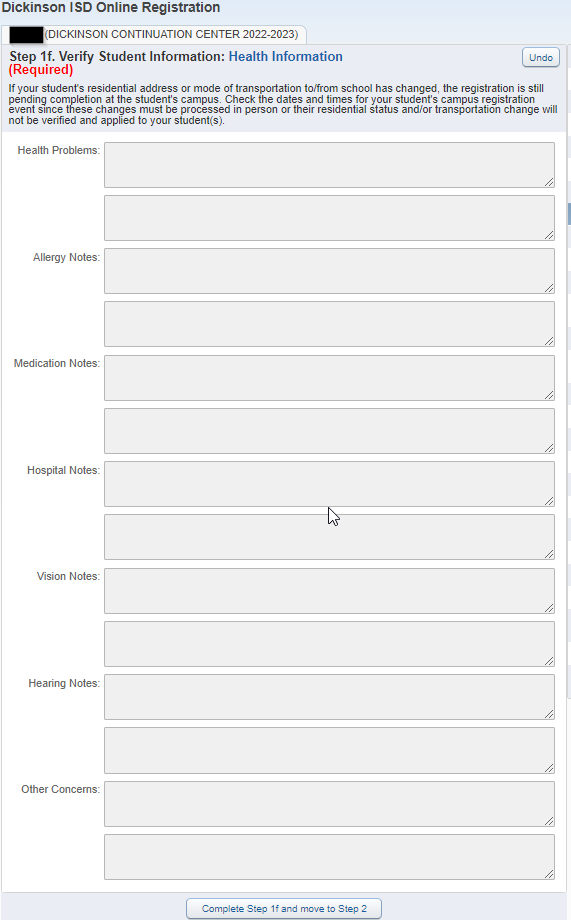 Dickinson ISD Online Registration
(DICKINSON CONTINUATION CENTER 2022-2023)
Step 1f. Verify Student Information: Health Information
(Required)
Undo
If your student's residential address or mode of transportation to/from school has changed, the registration is still
pending completion at the student's campus. Check the dates and times for your student's campus registration
event since these changes must be processed in person or their residential status and/or transportation change will
not be verified and applied to your student(s).
Health Problems:
Allergy Notes:
Medication Notes:
Hospital Notes:
Vision Notes:
Hearing Notes:
Other Concerns:
Complete Step 1f and move to Step 2